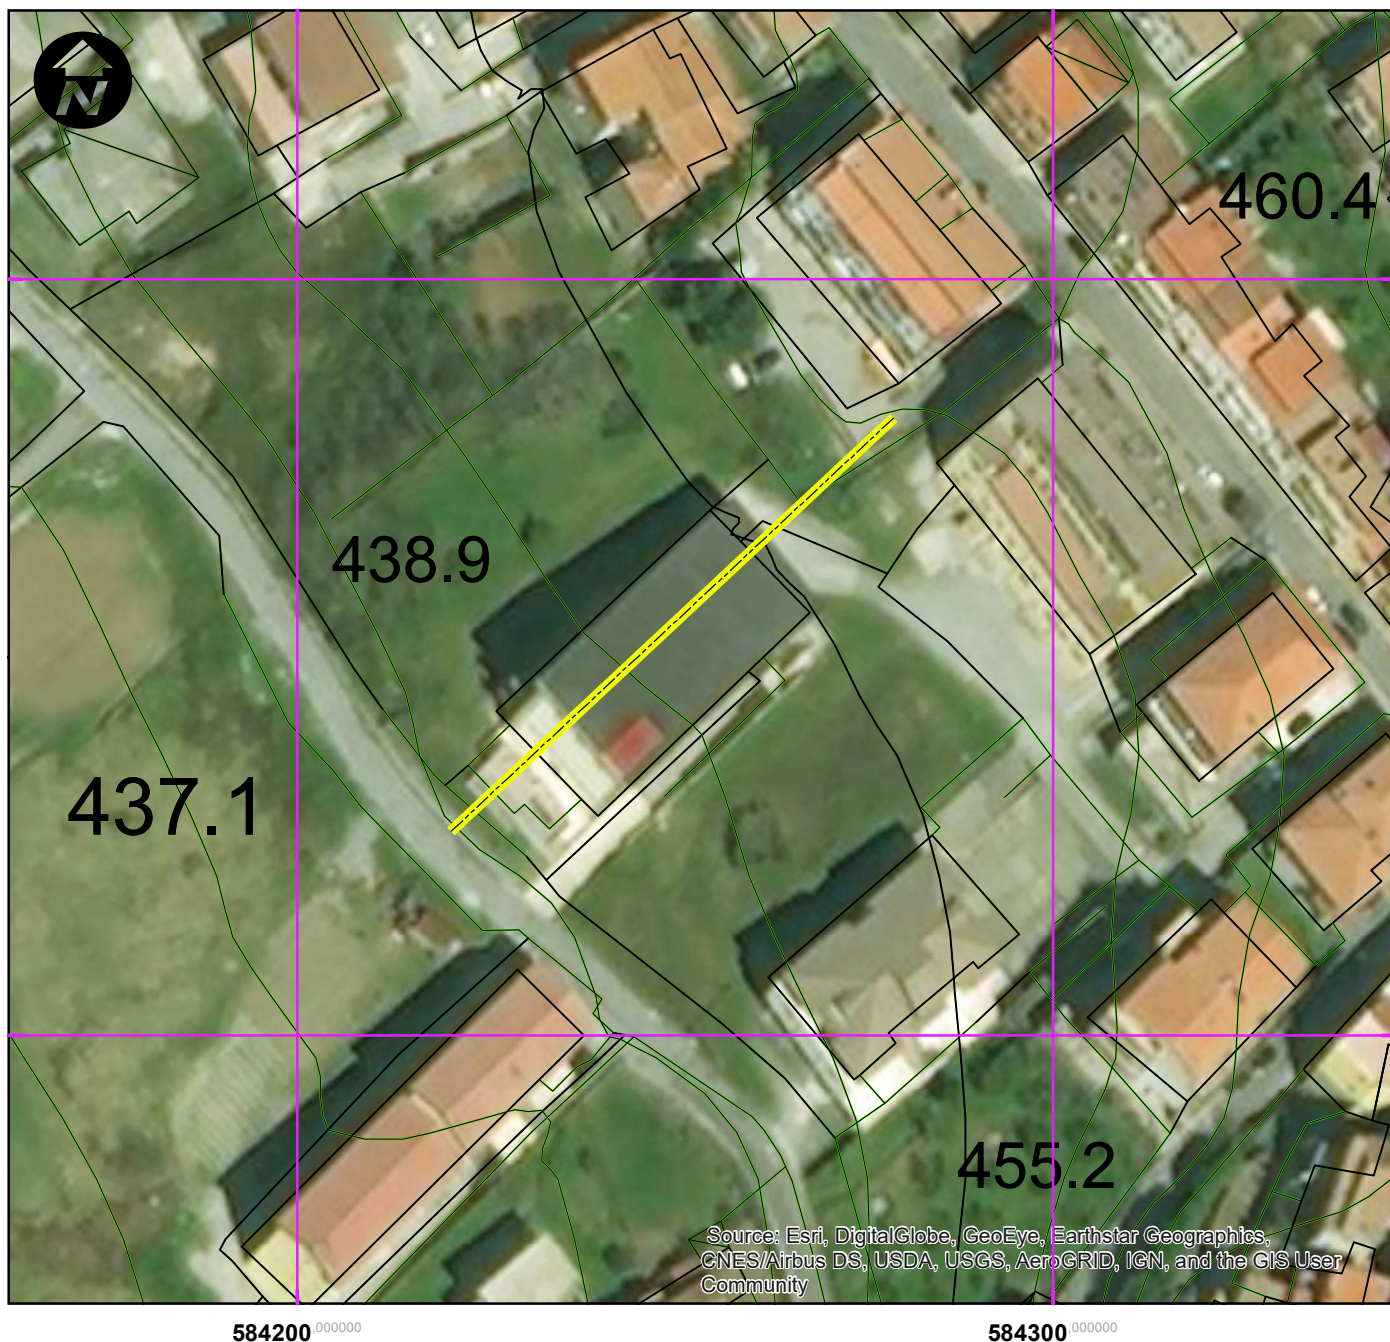 N
460.4
438.9
437.1
455.2
Source: Esri, DigitalGlobe, GeoEye, Earthstar Geographics,
CNES/Airbus DS, USDA, USGS, AeroGRID, IGN, and the GIS User
Community
584200.000000 584300.000000